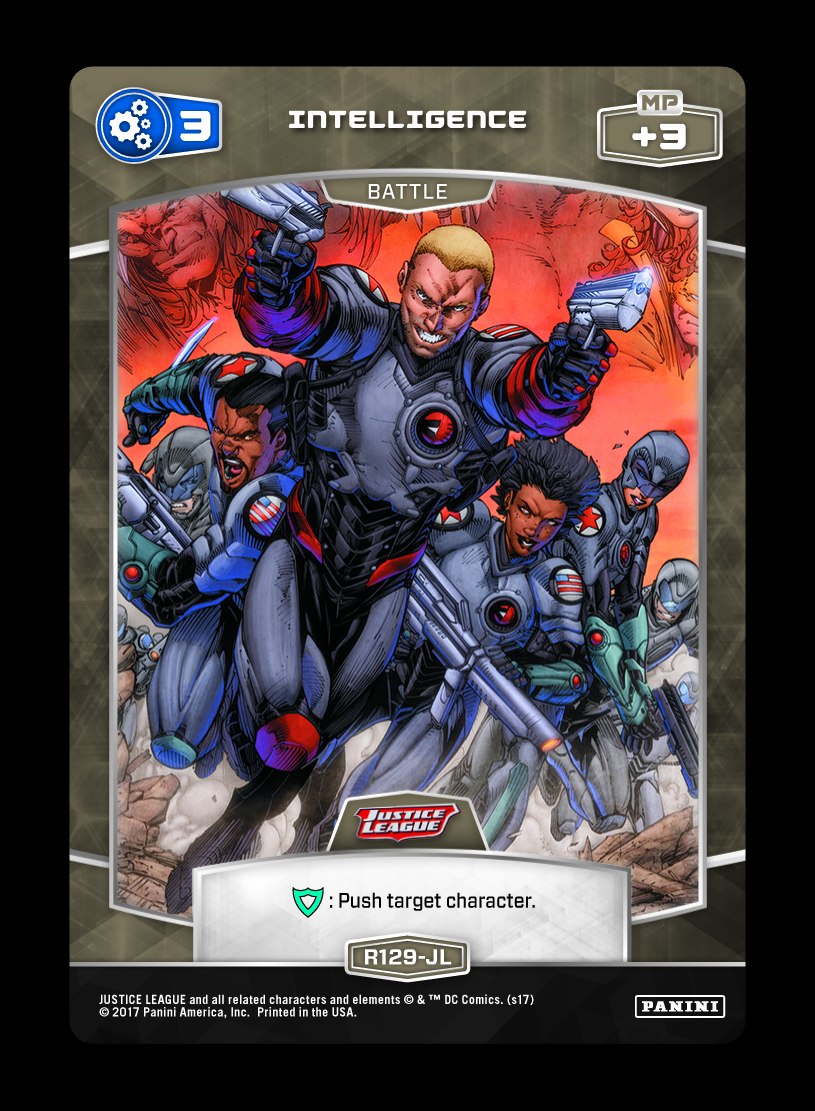 3
INTELLIGENCE
MP
+3
BATTLE
JUSTICE
LEAGUE
: Push target character.
R129-JL
JUSTICE LEAGUE and all related characters and elements © & ™ DC Comics. (s17)
© 2017 Panini America, Inc. Printed in the USA.
PANINI